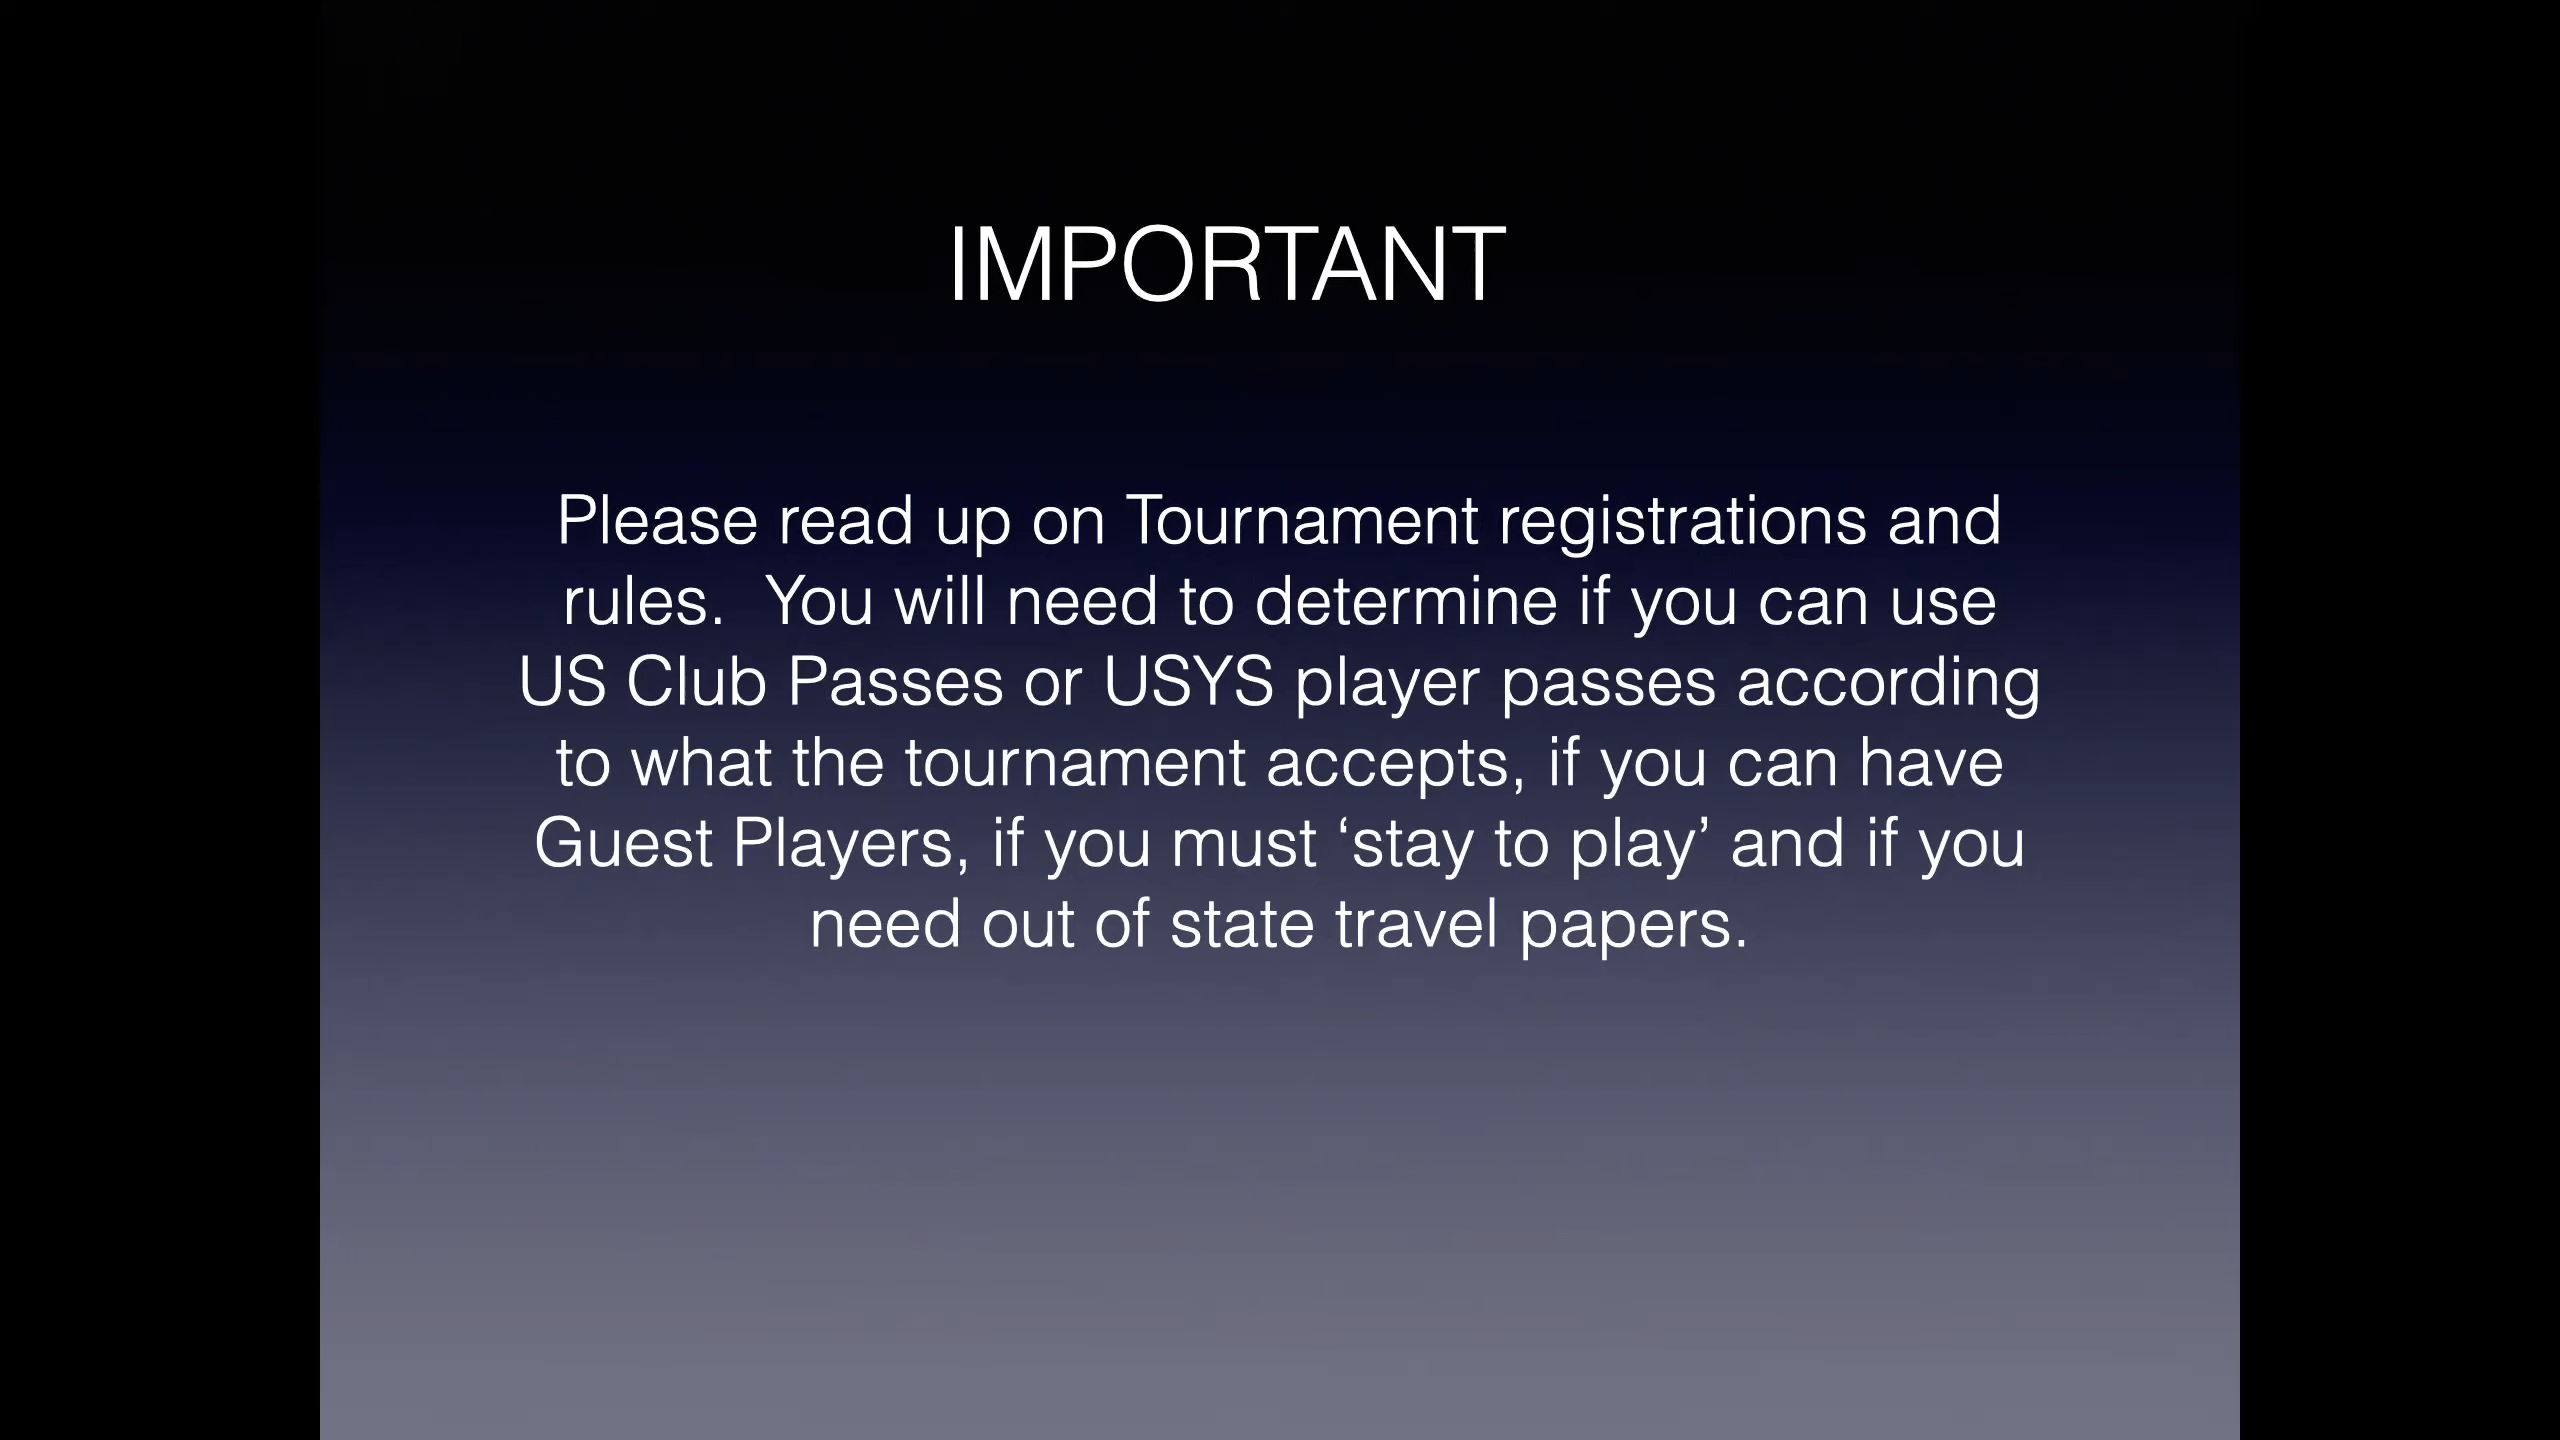 IMPORTANT
Please read up on Tournament registrations and
rules.  You will need to determine if you can use
US Club Passes or USYS player passes according
to what the tournament accepts, if you can have
Guest Players, if you must ‘stay to play’ and if you
need out of state travel papers.